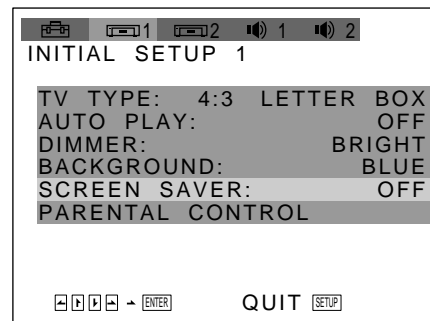 1 2 1 2
INITIAL SETUP 1
TV TYPE: 4:3 LETTER BOX
AUTO PLAY: OFF
DIMMER: BRIGHT
BACKGROUND: BLUE
SCREEN SAVER: OFF
PARENTAL CONTROL
ENTER QUIT SETUP